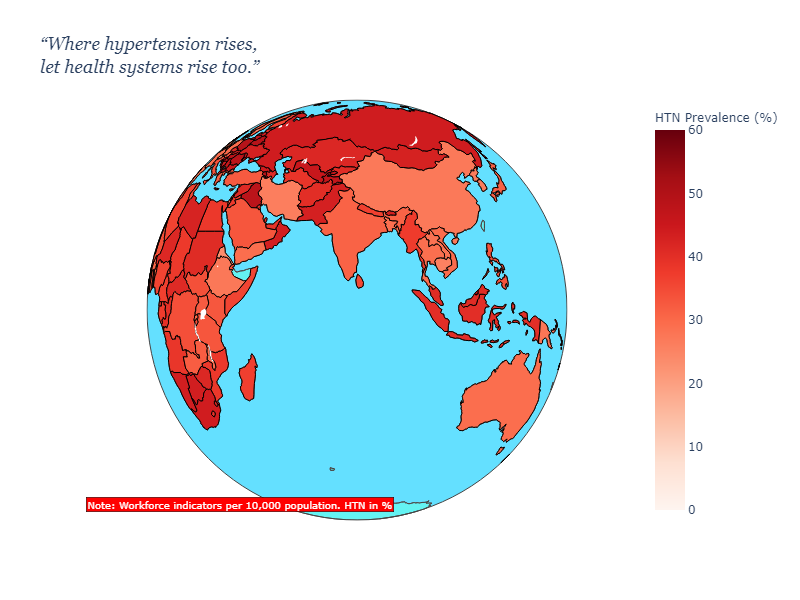 “Where hypertension rises,
let health systems rise too.”
HTN Prevalence (%)
60
50
40
30
20
10
0
Note: Workforce indicators per 10,000 population. HTN in %